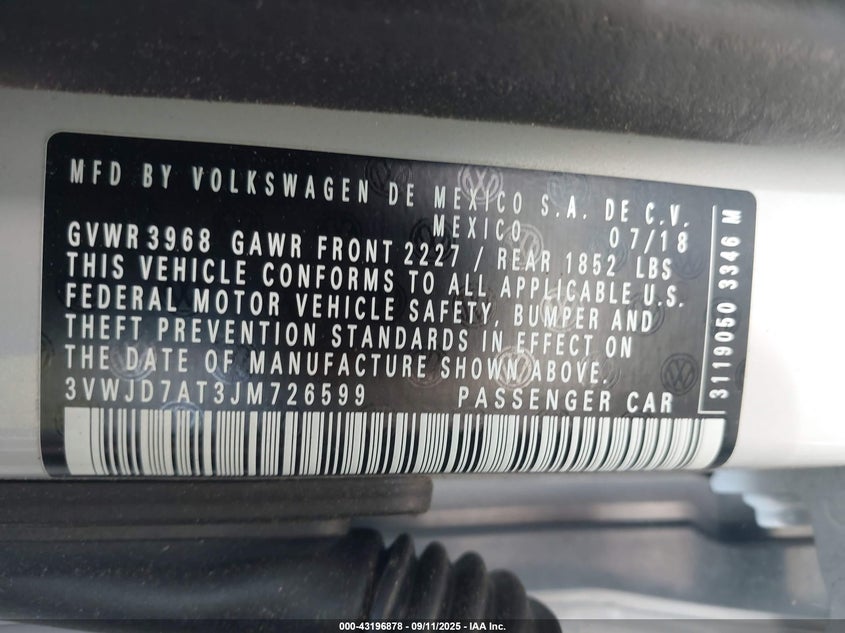 MFD BY VOLKSWAGEN DE MEXICO S.A. DE C.V.
MEXICO 07/18
GVWR 3968 GAWR FRONT 2227 / REAR 1852 LBS
THIS VEHICLE CONFORMS TO ALL APPLICABLE U.S.
FEDERAL MOTOR VEHICLE SAFETY, BUMPER AND
THEFT PREVENTION STANDARDS IN EFFECT ON
THE DATE OF MANUFACTURE SHOWN ABOVE.
3VWJD7AT3JM726599 PASSENGER CAR
3119050 3346 M
000-43196878 - 09/11/2025 - IAA Inc.